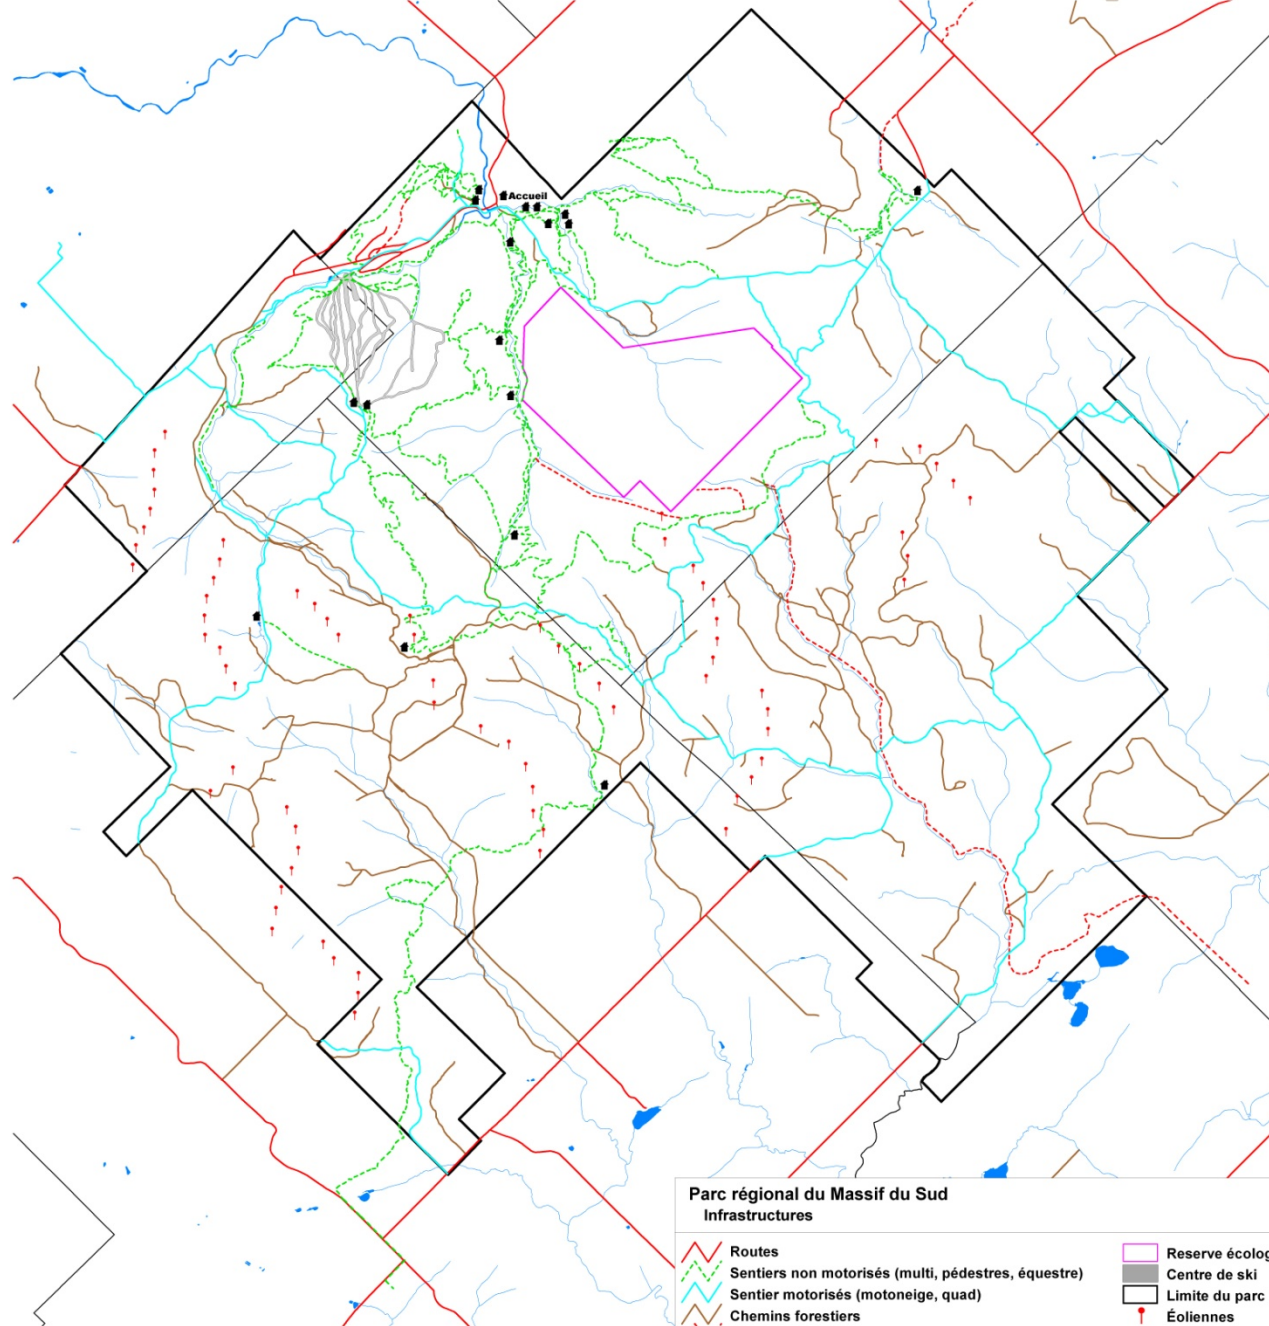 Accueil
Parc régional du Massif du Sud
Infrastructures
Routes
Sentiers non motorisés (multi, pédestres, équestre)
Sentier motorisés (motoneige, quad)
Chemins forestiers
Reserve écolog
Centre de ski
Limite du parc
Éoliennes